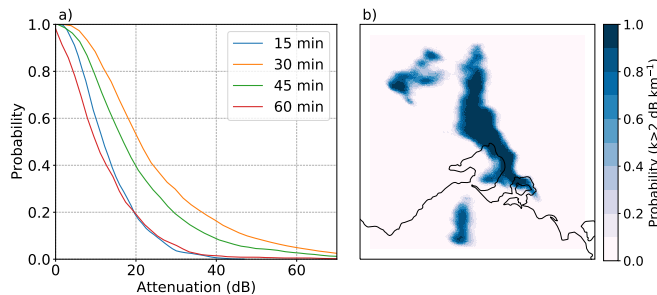 a)
1.0
0.8
0.6
0.4
0.2
0.0
Probability
0
20
40
60
Attenuation (dB)
15 min
30 min
45 min
60 min
b)
1.0
0.8
0.6
0.4
0.2
0.0
Probability (k>2 dB km⁻¹)